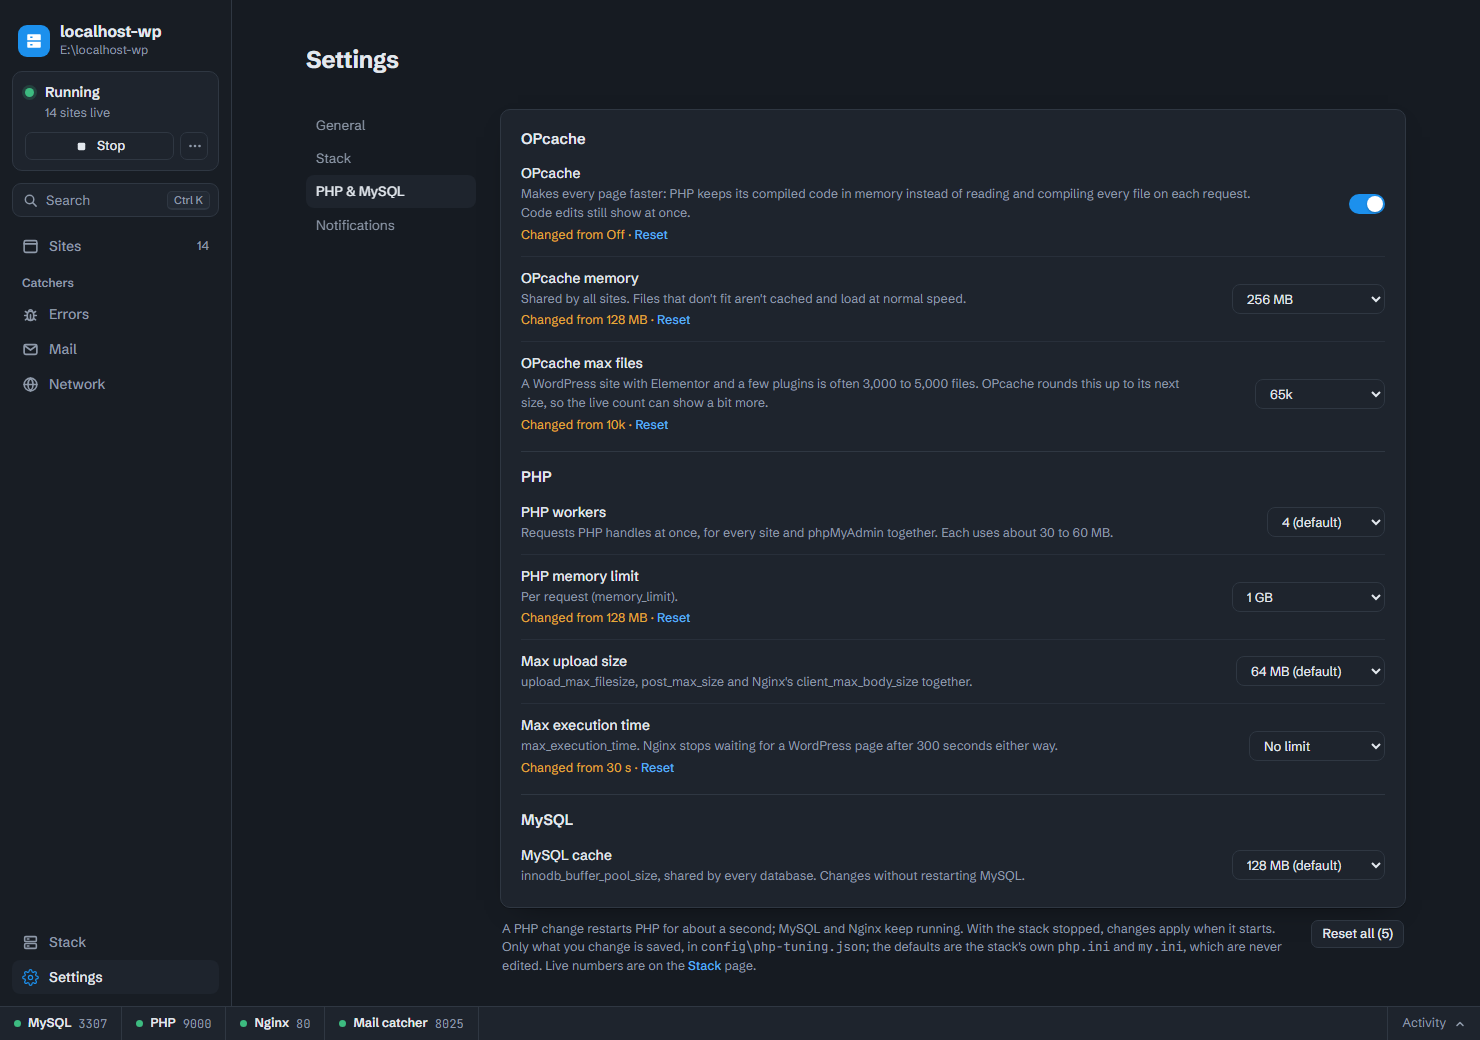 localhost-wp
E:\localhost-wp
Running
14 sites live
Stop
Search
Ctrl K
Sites
14
Catchers
Errors
Mail
Network
Stack
Settings
Settings
General
Stack
PHP & MySQL
Notifications
OPcache
OPcache
Makes every page faster: PHP keeps its compiled code in memory instead of reading and compiling every file on each request.
Code edits still show at once.
Changed from Off · Reset
OPcache memory
Shared by all sites. Files that don't fit aren't cached and load at normal speed.
Changed from 128 MB · Reset
256 MB
OPcache max files
A WordPress site with Elementor and a few plugins is often 3,000 to 5,000 files. OPcache rounds this up to its next
size, so the live count can show a bit more.
Changed from 10k · Reset
65k
PHP
PHP workers
Requests PHP handles at once, for every site and phpMyAdmin together. Each uses about 30 to 60 MB.
4 (default)
PHP memory limit
Per request (memory_limit).
Changed from 128 MB · Reset
1 GB
Max upload size
upload_max_filesize, post_max_size and Nginx's client_max_body_size together.
64 MB (default)
Max execution time
max_execution_time. Nginx stops waiting for a WordPress page after 300 seconds either way.
Changed from 30 s · Reset
No limit
MySQL
MySQL cache
innodb_buffer_pool_size, shared by every database. Changes without restarting MySQL.
128 MB (default)
A PHP change restarts PHP for about a second; MySQL and Nginx keep running. With the stack stopped, changes apply when it starts.
Only what you change is saved, in config\php-tuning.json; the defaults are the stack's own php.ini and my.ini, which are never
edited. Live numbers are on the Stack page.
Reset all (5)
MySQL 3307
PHP 9000
Nginx 80
Mail catcher 8025
Activity